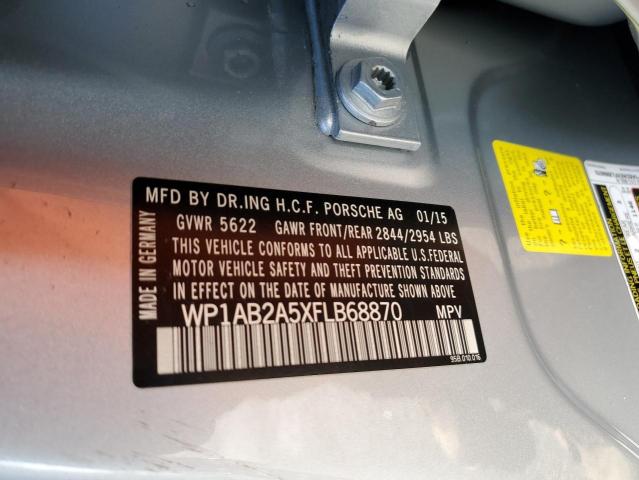 MFD BY DR.ING H.C.F. PORSCHE AG 01/15
GVWR 5622 GAWR FRONT/REAR 2844/2954 LBS
THIS VEHICLE CONFORMS TO ALL APPLICABLE U.S.FEDERAL
MOTOR VEHICLE SAFETY AND THEFT PREVENTION STANDARDS
IN EFFECT ON THE DATE OF MANUFACTURE SHOWN ABOVE
WP1AB2A5XFLB68870 MPV
95B.010.016
MADE IN GERMANY